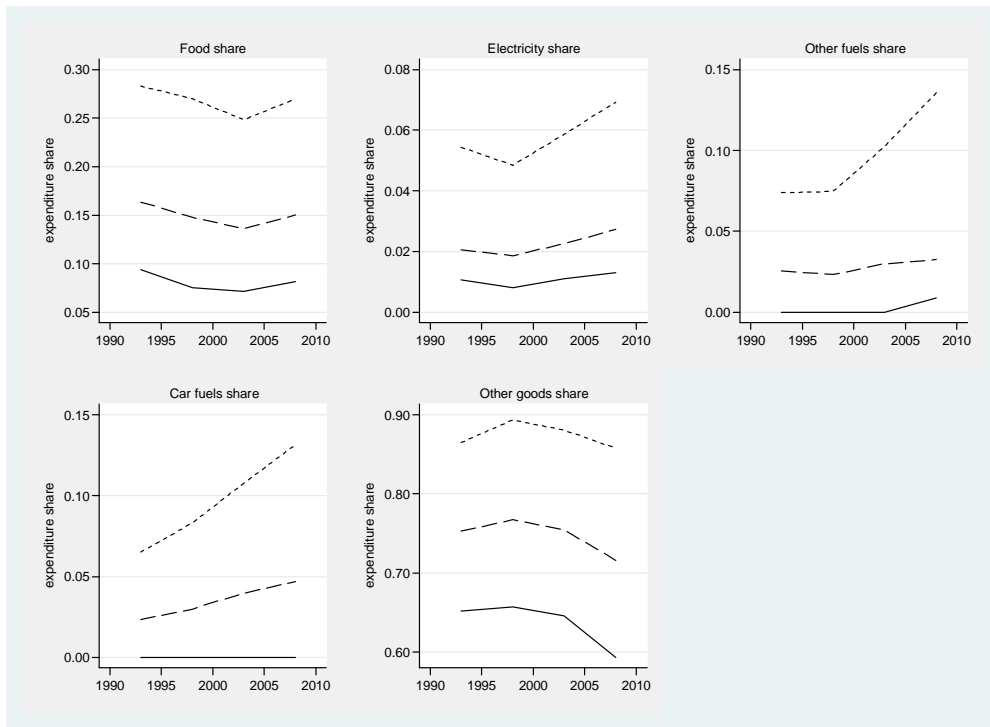 Food share
expenditure share
0.30
0.25
0.20
0.15
0.10
0.05
1990 1995 2000 2005 2010
Electricity share
expenditure share
0.08
0.06
0.04
0.02
0.00
1990 1995 2000 2005 2010
Other fuels share
expenditure share
0.15
0.10
0.05
0.00
1990 1995 2000 2005 2010
Car fuels share
expenditure share
0.15
0.10
0.05
0.00
1990 1995 2000 2005 2010
Other goods share
expenditure share
0.90
0.80
0.70
0.60
1990 1995 2000 2005 2010